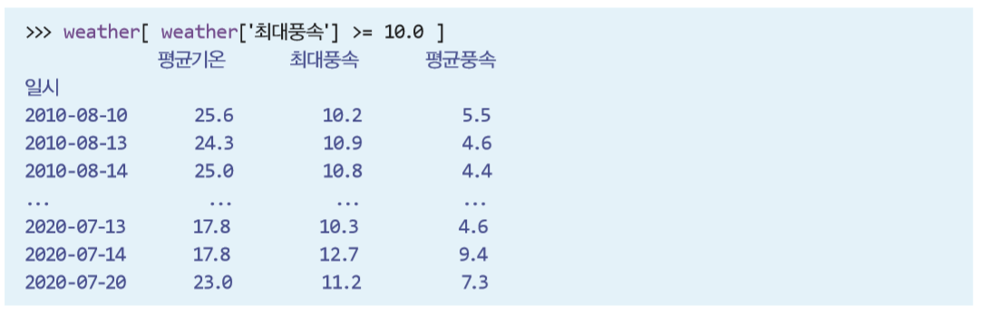 >>> weather[ weather['최대풍속'] >= 10.0 ]
평균기온 최대풍속 평균풍속
일시
2010-08-10 25.6 10.2 5.5
2010-08-13 24.3 10.9 4.6
2010-08-14 25.0 10.8 4.4
... ... ... ...
2020-07-13 17.8 10.3 4.6
2020-07-14 17.8 12.7 9.4
2020-07-20 23.0 11.2 7.3